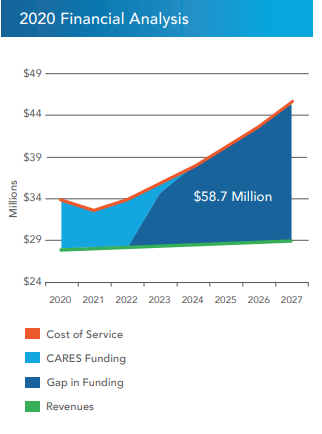 2020 Financial Analysis
$49
$44
$39
$34
$29
$24
Millions
$58.7 Million
2020 2021 2022 2023 2024 2025 2026 2027
Cost of Service
CARES Funding
Gap in Funding
Revenues